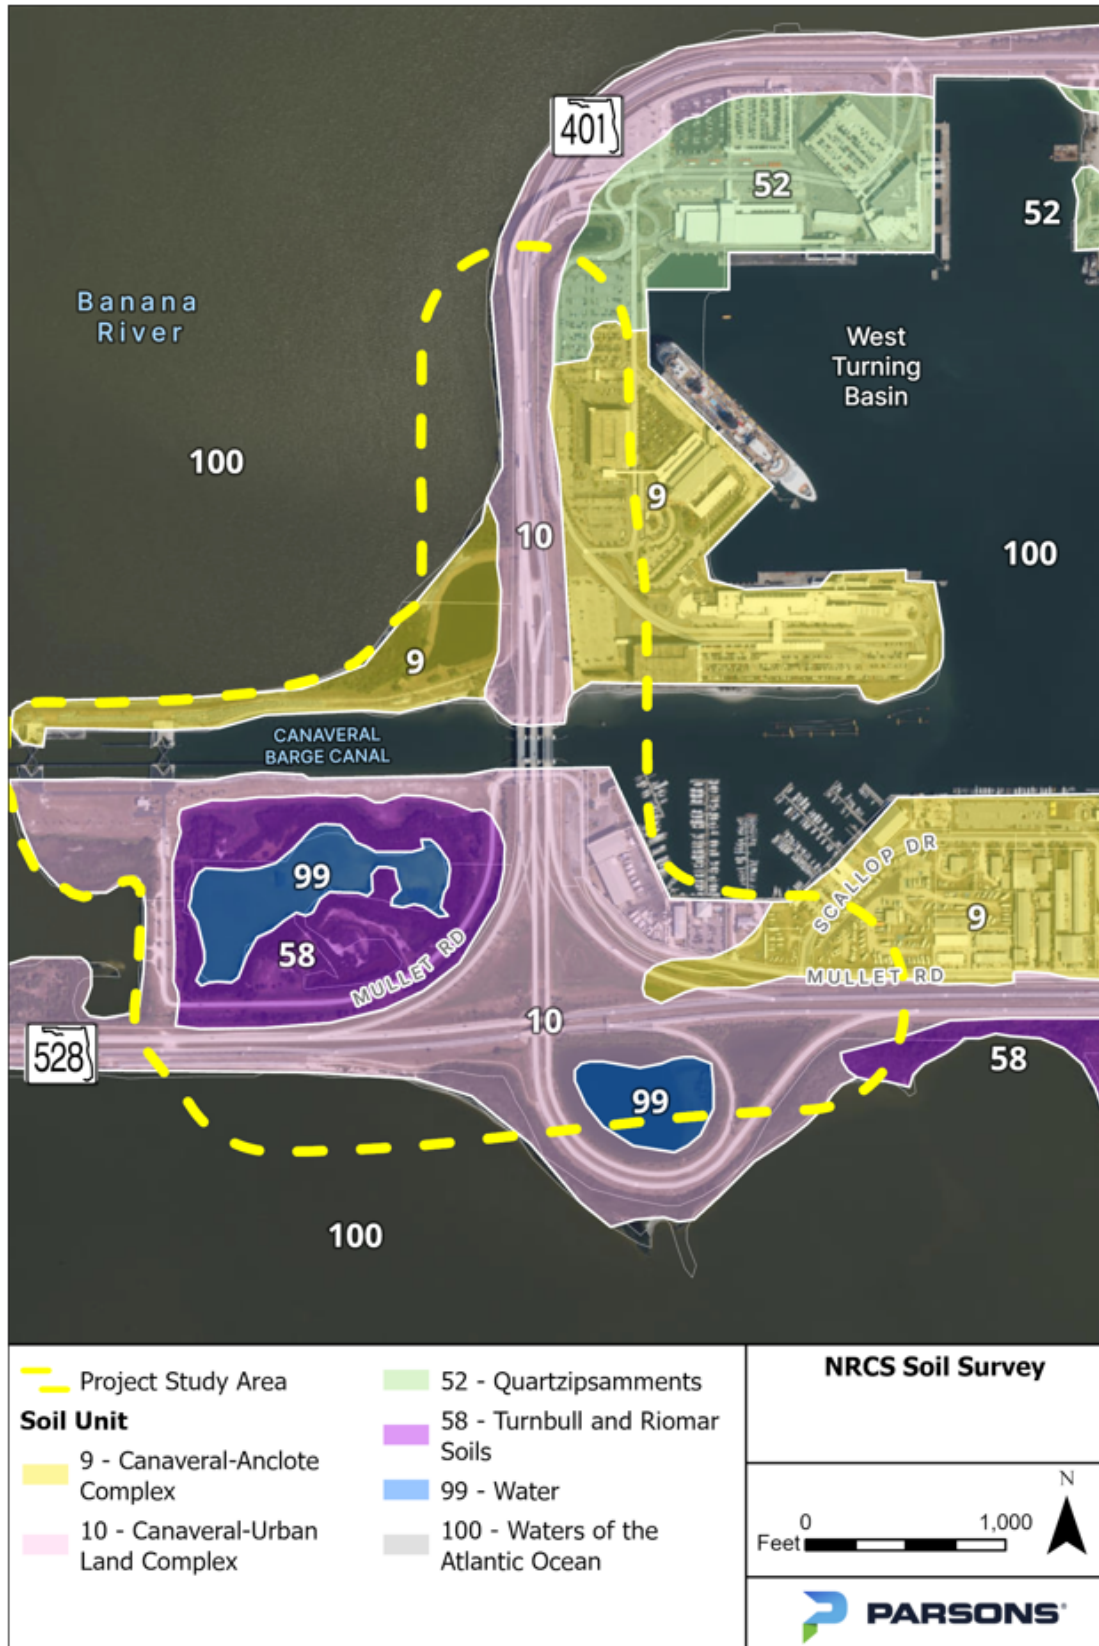 401
52
52
Banana
River
West
Turning
Basin
100
9
10
100
9
CANAVERAL
BARGE CANAL
SCALLOP DR
99
9
58
MULLET RD
MULLET RD
10
528
58
99
100
Project Study Area
Soil Unit
9 - Canaveral-Anclote
Complex
10 - Canaveral-Urban
Land Complex
52 - Quartzipsamments
58 - Turnbull and Riomar
Soils
99 - Water
100 - Waters of the
Atlantic Ocean
NRCS Soil Survey
N
0
1,000
Feet
PARSONS